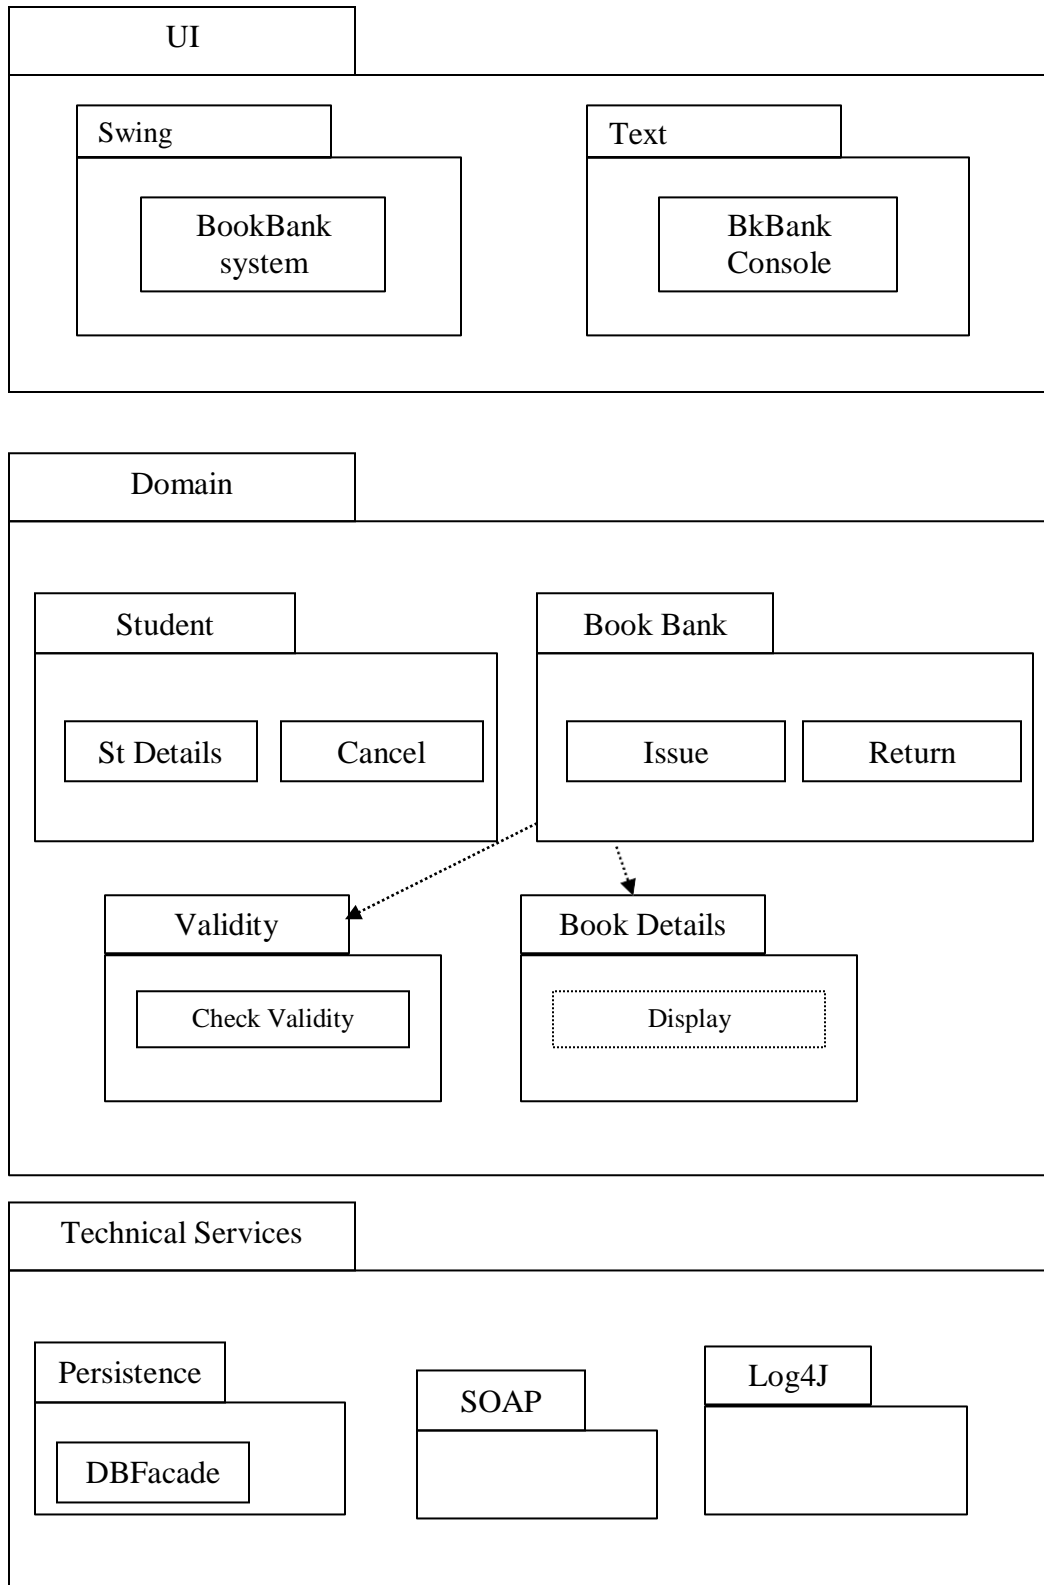 UI
Swing
Text
BookBank
system
BkBank
Console
Domain
Student
Book Bank
St Details
Cancel
Issue
Return
Validity
Book Details
Check Validity
Display
Technical Services
Persistence
SOAP
Log4J
DBFacade